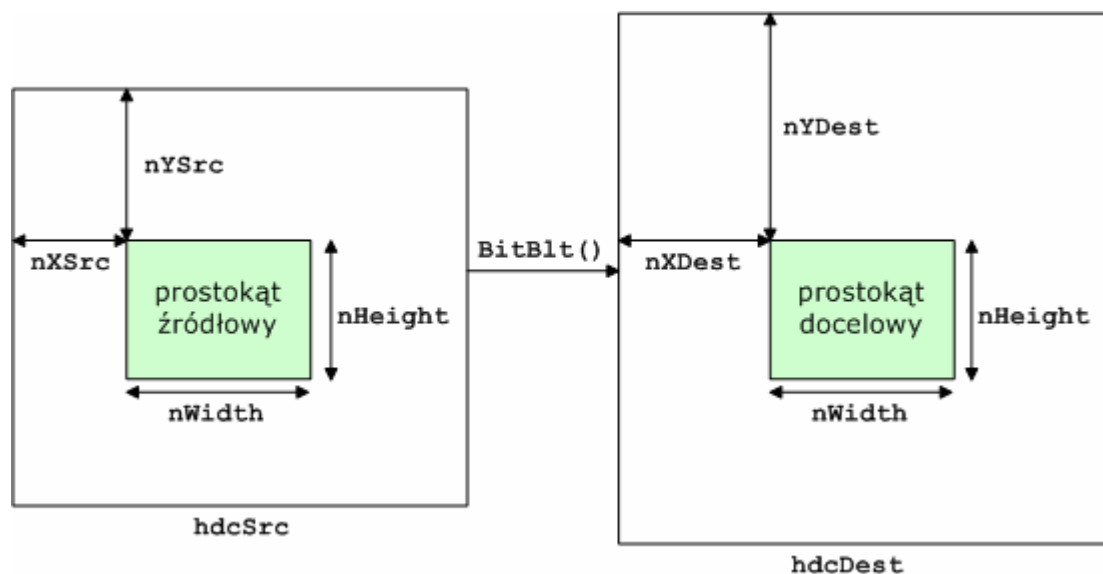 nYSrc
nXSrc
prostokąt
źródłowy
nHeight
nWidth
hdcSrc
BitBlt()
nYDest
nXDest
prostokąt
docelowy
nHeight
nWidth
hdcDest